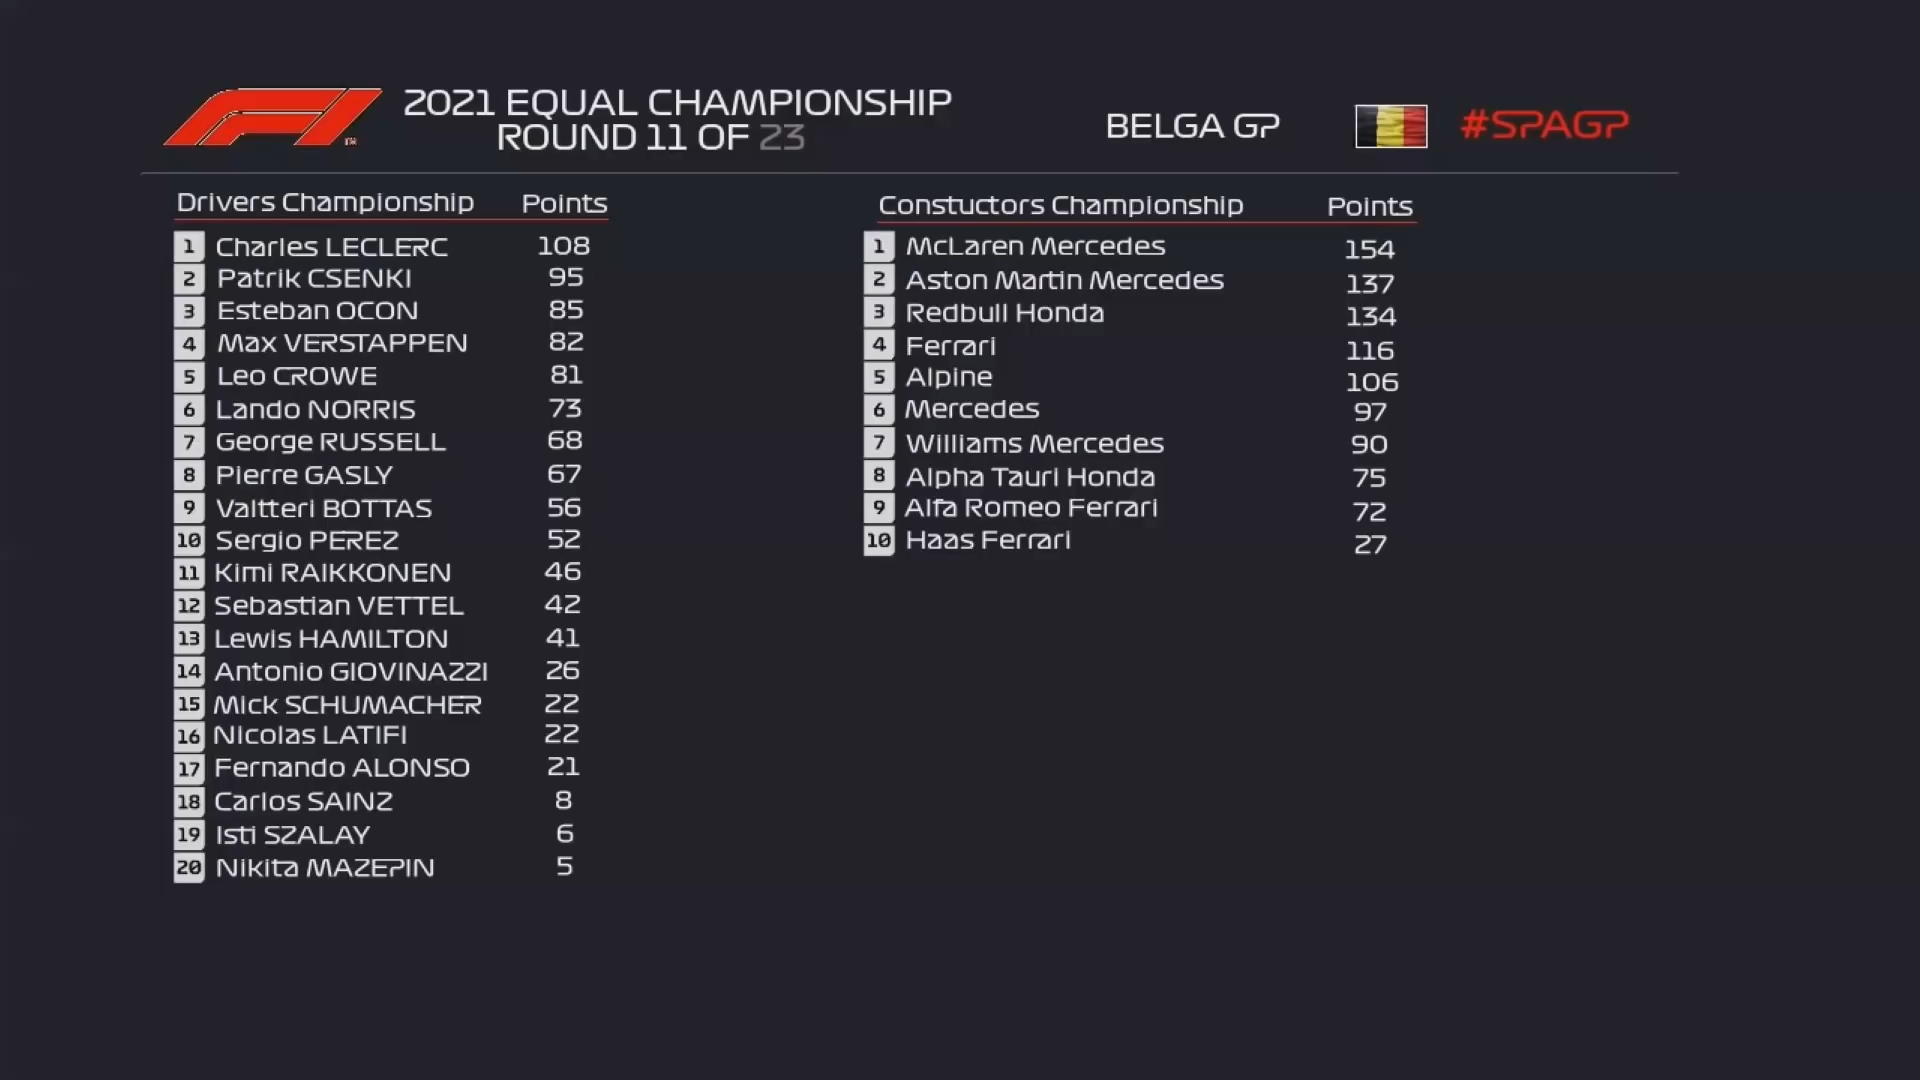 F1 TM
2021 EQUAL CHAMPIONSHIP
ROUND 11 OF 23
BELGA GP
#SPAGP
Drivers Championship Points
1 Charles LECLERC 108
2 Patrik CSENKI 95
3 Esteban OCON 85
4 Max VERSTAPPEN 82
5 Leo CROWE 81
6 Lando NORRIS 73
7 George RUSSELL 68
8 Pierre GASLY 67
9 Valtteri BOTTAS 56
10 Sergio PEREZ 52
11 Kimi RAIKKONEN 46
12 Sebastian VETTEL 42
13 Lewis HAMILTON 41
14 Antonio GIOVINAZZI 26
15 Mick SCHUMACHER 22
16 Nicolas LATIFI 22
17 Fernando ALONSO 21
18 Carlos SAINZ 8
19 Isti SZALAY 6
20 Nikita MAZEPIN 5
Constuctors Championship Points
1 McLaren Mercedes 154
2 Aston Martin Mercedes 137
3 Redbull Honda 134
4 Ferrari 116
5 Alpine 106
6 Mercedes 97
7 Williams Mercedes 90
8 Alpha Tauri Honda 75
9 Alfa Romeo Ferrari 72
10 Haas Ferrari 27